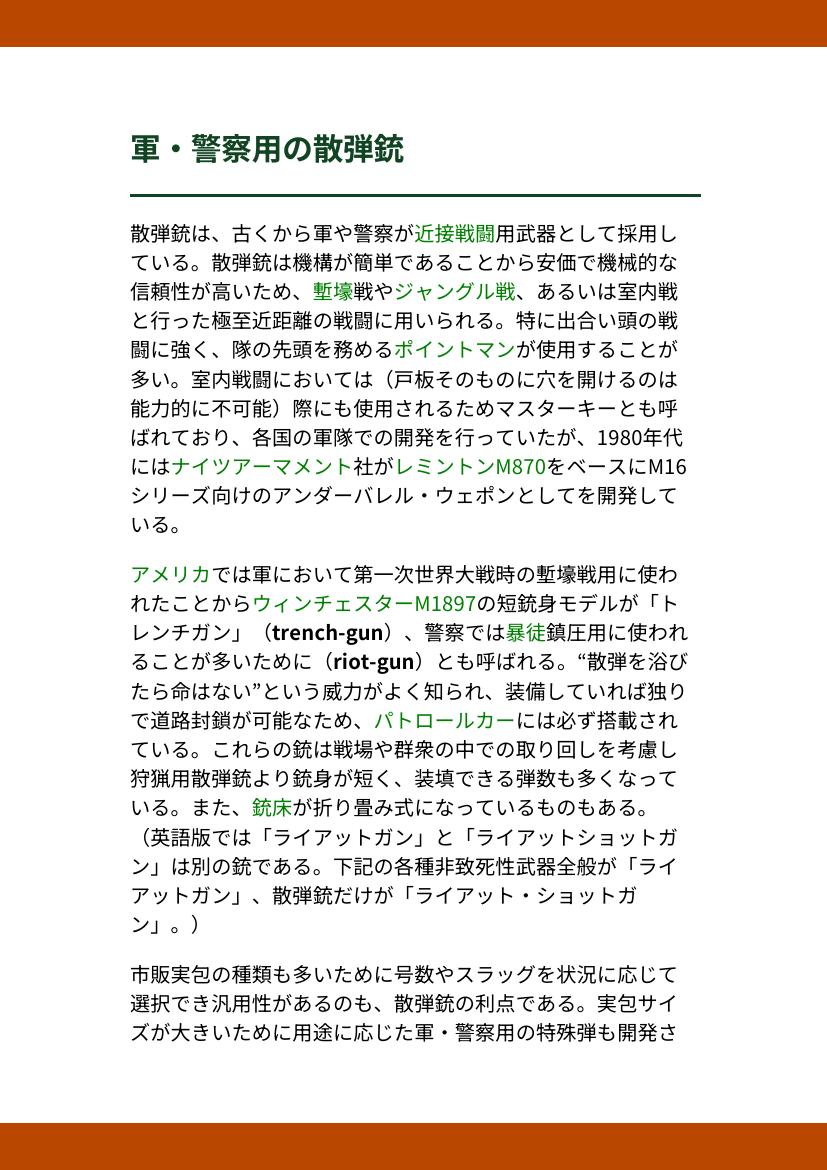 軍・警察用の散弾銃
散弾銃は、古くから軍や警察が近接戦闘用武器として採用し
ている。散弾銃は機構が簡単であることから安価で機械的な
信頼性が高いため、塹壕戦やジャングル戦、あるいは室内戦
と行った極至近距離の戦闘に用いられる。特に出合い頭の戦
闘に強く、隊の先頭を務めるポイントマンが使用することが
多い。室内戦闘においては（戸板そのものに穴を開けるのは
能力的に不可能）際にも使用されるためマスターキーとも呼
ばれており、各国の軍隊での開発を行っていたが、1980年代
にはナイツアーマメント社がレミントンM870をベースにM16
シリーズ向けのアンダーバレル・ウェポンとしてを開発して
いる。
アメリカでは軍において第一次世界大戦時の塹壕戦用に使わ
れたことからウィンチェスターM1897の短銃身モデルが「ト
レンチガン」（trench-gun）、警察では暴徒鎮圧用に使われ
ることが多いために（riot-gun）とも呼ばれる。“散弾を浴び
たら命はない”という威力がよく知られ、装備していれば独り
で道路封鎖が可能なため、パトロールカーには必ず搭載され
ている。これらの銃は戦場や群衆の中での取り回しを考慮し
狩猟用散弾銃より銃身が短く、装填できる弾数も多くなって
いる。また、銃床が折り畳み式になっているものもある。
（英語版では「ライアットガン」と「ライアットショットガ
ン」は別の銃である。下記の各種非致死性武器全般が「ライ
アットガン」、散弾銃だけが「ライアット・ショットガ
ン」。）
市販実包の種類も多いために号数やスラッグを状況に応じて
選択でき汎用性があるのも、散弾銃の利点である。実包サイ
ズが大きいために用途に応じた軍・警察用の特殊弾も開発さ